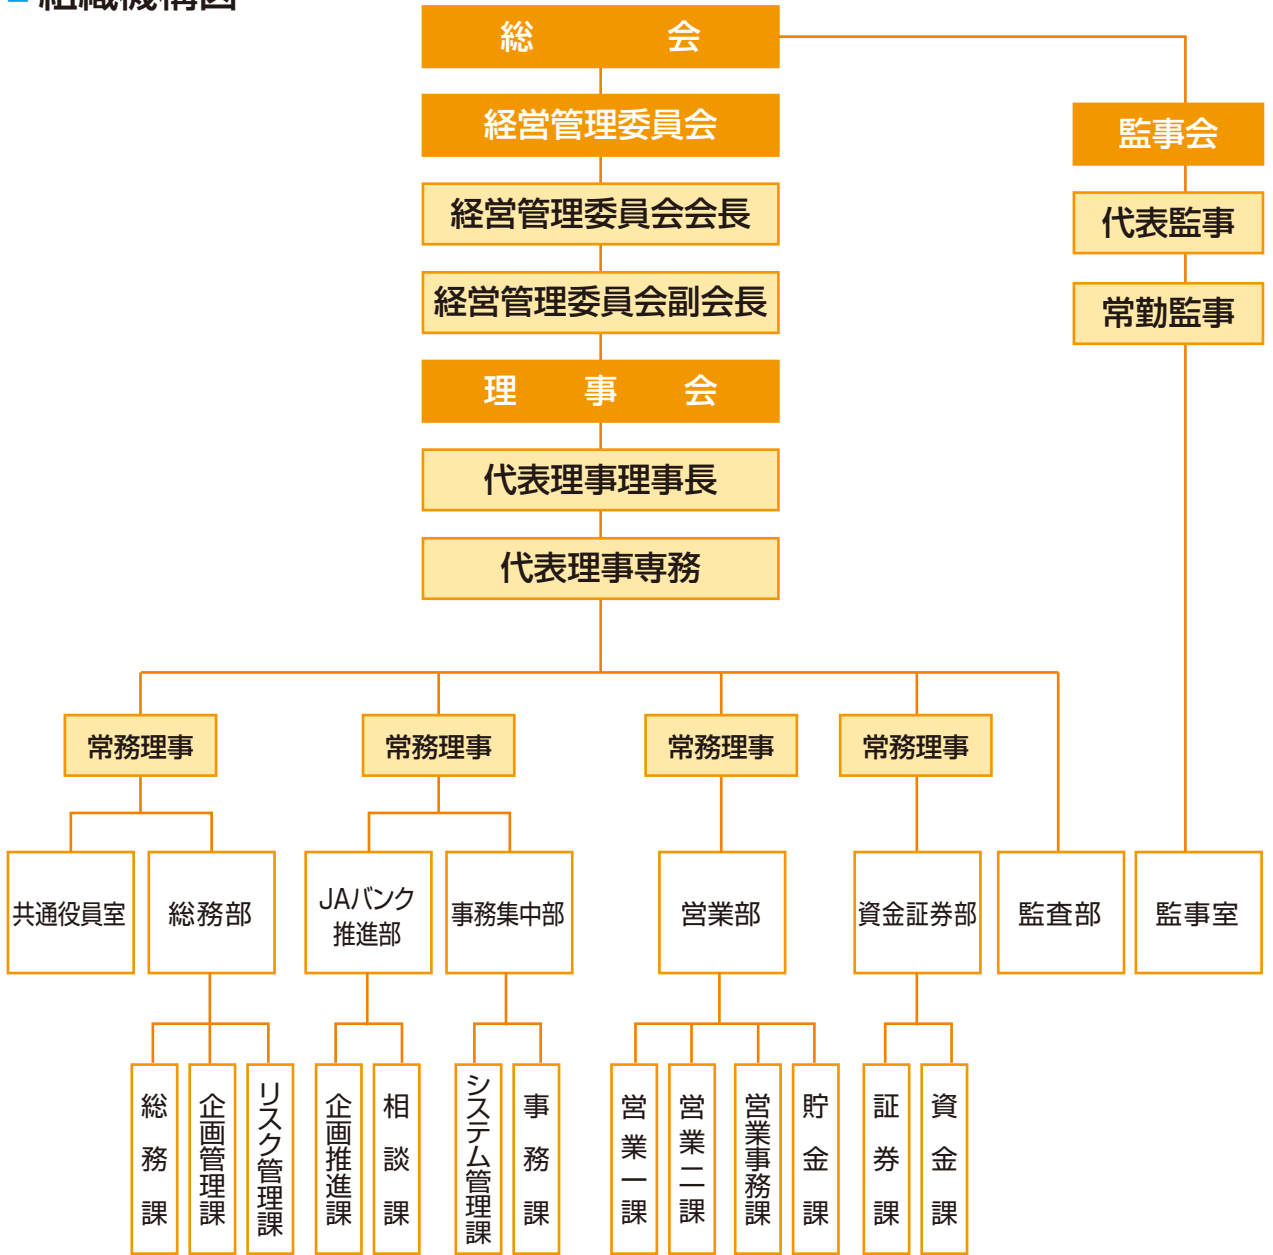 組織機構図
総会
経営管理委員会
監事会
経営管理委員会会長
代表監事
経営管理委員会副会長
常勤監事
理事会
代表理事理事長
代表理事専務
常務理事
常務理事
常務理事
常務理事
共通役員室
総務部
JAバンク
推進部
事務集中部
営業部
資金証券部
監査部
監事室
総務課
企画管理課
リスク管理課
企画推進課
相談課
システム管理課
事務課
営業一課
営業二課
営業事務課
貯金課
証券課
資金課